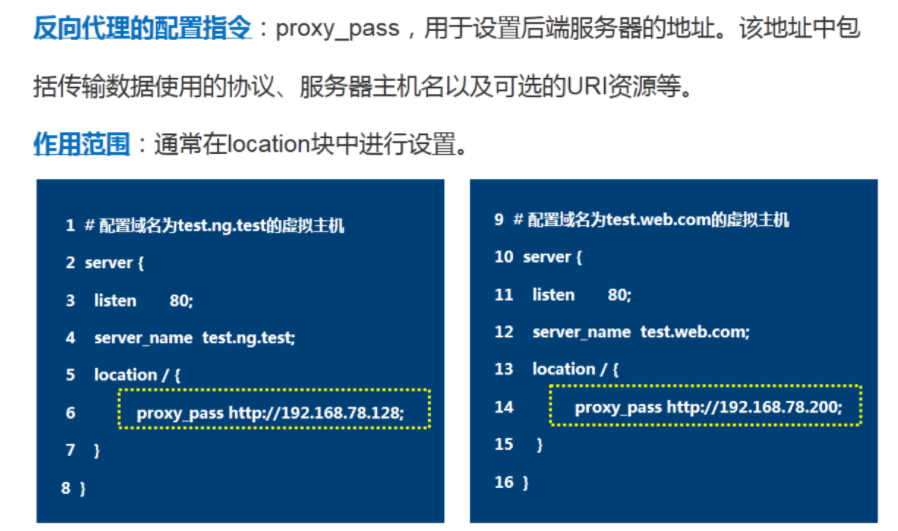 反向代理的配置指令：proxy_pass，用于设置后端服务器的地址。该地址中包
括传输数据使用的协议、服务器主机名以及可选的URI资源等。
作用范围：通常在location块中进行设置。
1 # 配置域名为test.ng.test的虚拟主机
2 server {
3 listen 80;
4 server_name test.ng.test;
5 location / {
6 proxy_pass http://192.168.78.128;
7 }
8 }
9 # 配置域名为test.web.com的虚拟主机
10 server {
11 listen 80;
12 server_name test.web.com;
13 location / {
14 proxy_pass http://192.168.78.200;
15 }
16 }